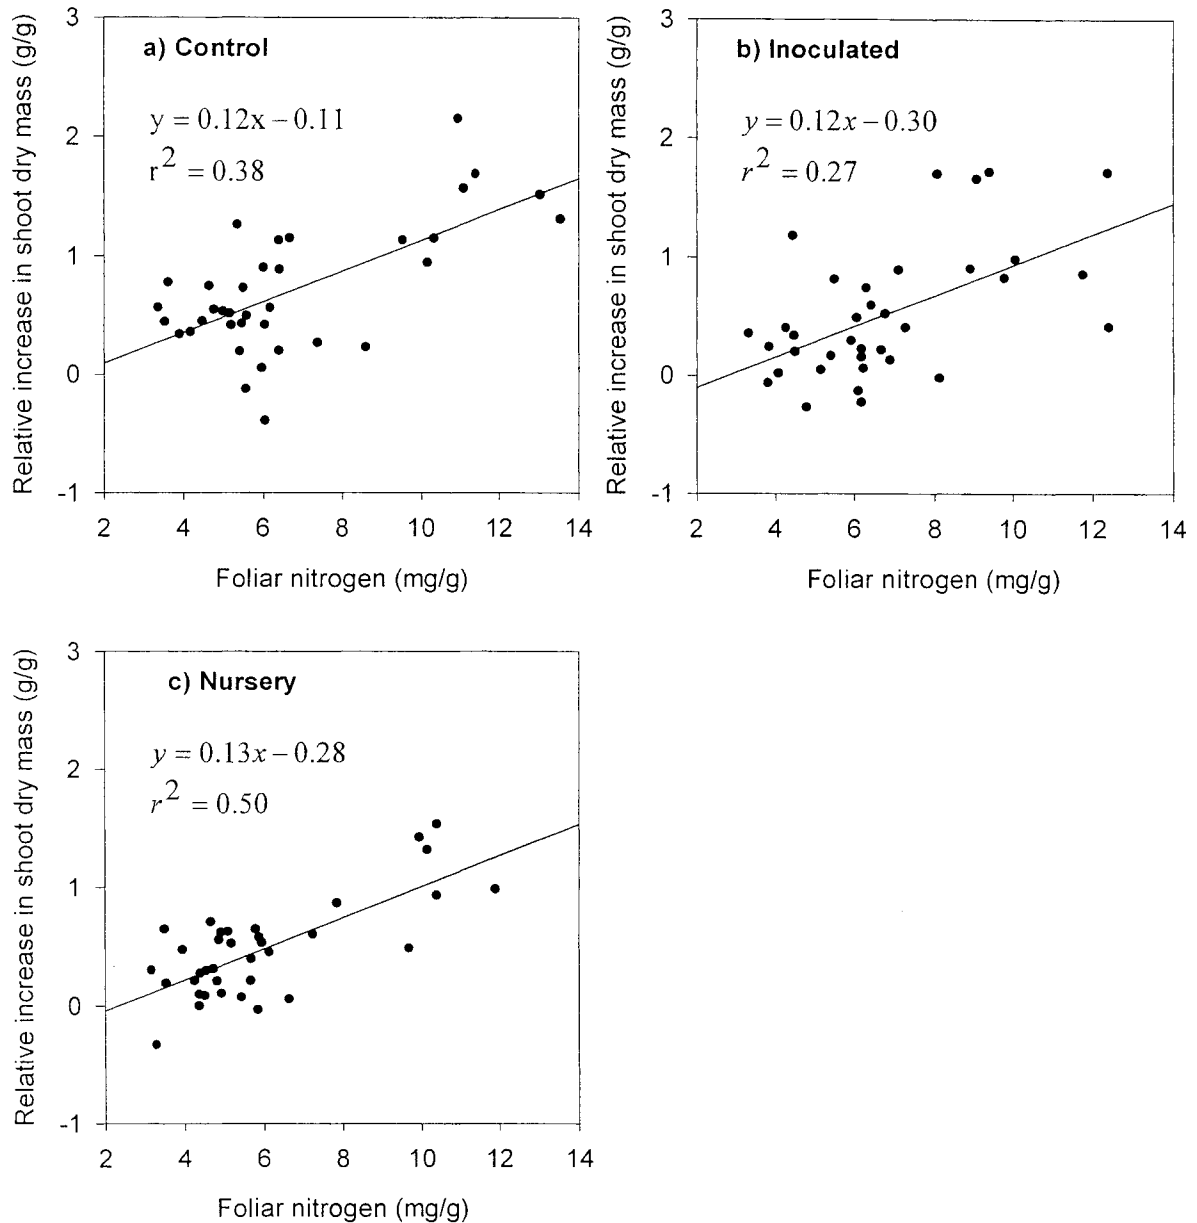 a) Control
y = 0.12x – 0.11
r² = 0.38
3
2
1
0
-1
2 4 6 8 10 12 14
Relative increase in shoot dry mass (g/g)
Foliar nitrogen (mg/g)
b) Inoculated
y = 0.12x – 0.30
r² = 0.27
3
2
1
0
-1
2 4 6 8 10 12 14
Relative increase in shoot dry mass (g/g)
Foliar nitrogen (mg/g)
c) Nursery
y = 0.13x – 0.28
r² = 0.50
3
2
1
0
-1
2 4 6 8 10 12 14
Relative increase in shoot dry mass (g/g)
Foliar nitrogen (mg/g)